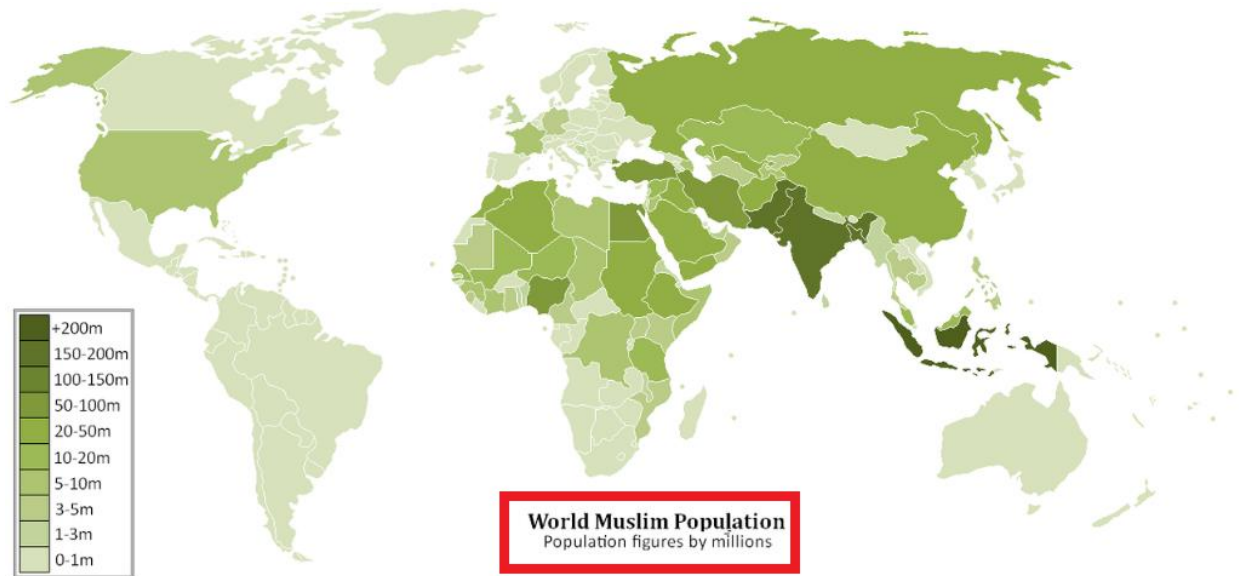 +200m
150-200m
100-150m
50-100m
20-50m
10-20m
5-10m
3-5m
1-3m
0-1m
World Muslim Population
Population figures by millions